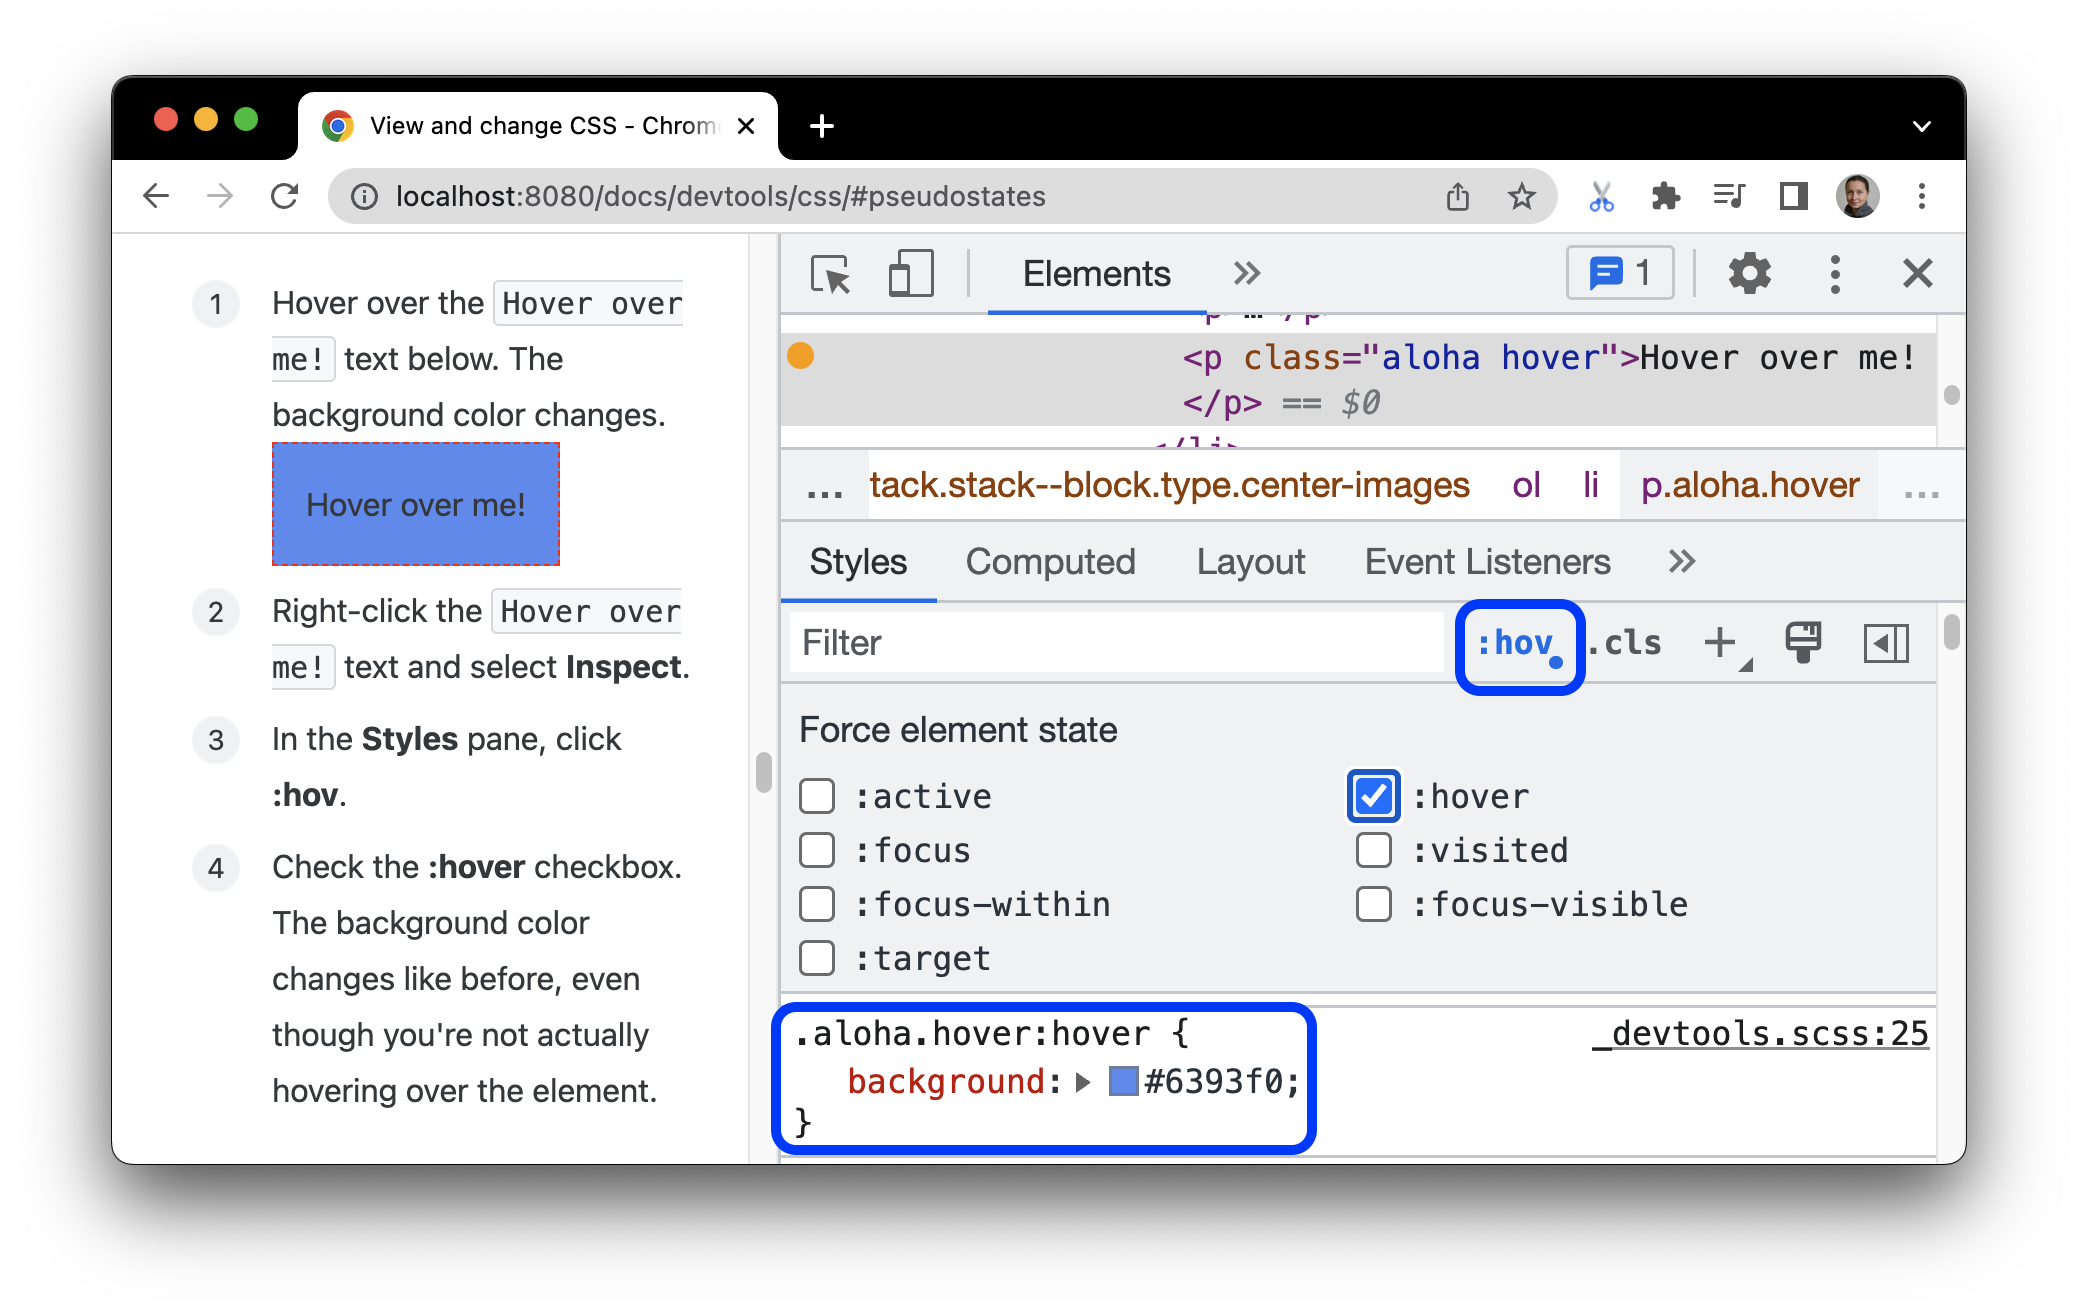 View and change CSS - Chrom
localhost:8080/docs/devtools/css/#pseudostates
1 Hover over the Hover over
me! text below. The
background color changes.
Hover over me!
2 Right-click the Hover over
me! text and select Inspect.
3 In the Styles pane, click
:hov.
4 Check the :hover checkbox.
The background color
changes like before, even
though you're not actually
hovering over the element.
Elements » 1
<p class="aloha hover">Hover over me!
</p> == $0
</li>
... tack.stack--block.type.center-images ol li p.aloha.hover ...
Styles Computed Layout Event Listeners »
Filter :hov .cls +
Force element state
:active :hover
:focus :visited
:focus-within :focus-visible
:target
.aloha.hover:hover { _devtools.scss:25
background: #6393f0;
}